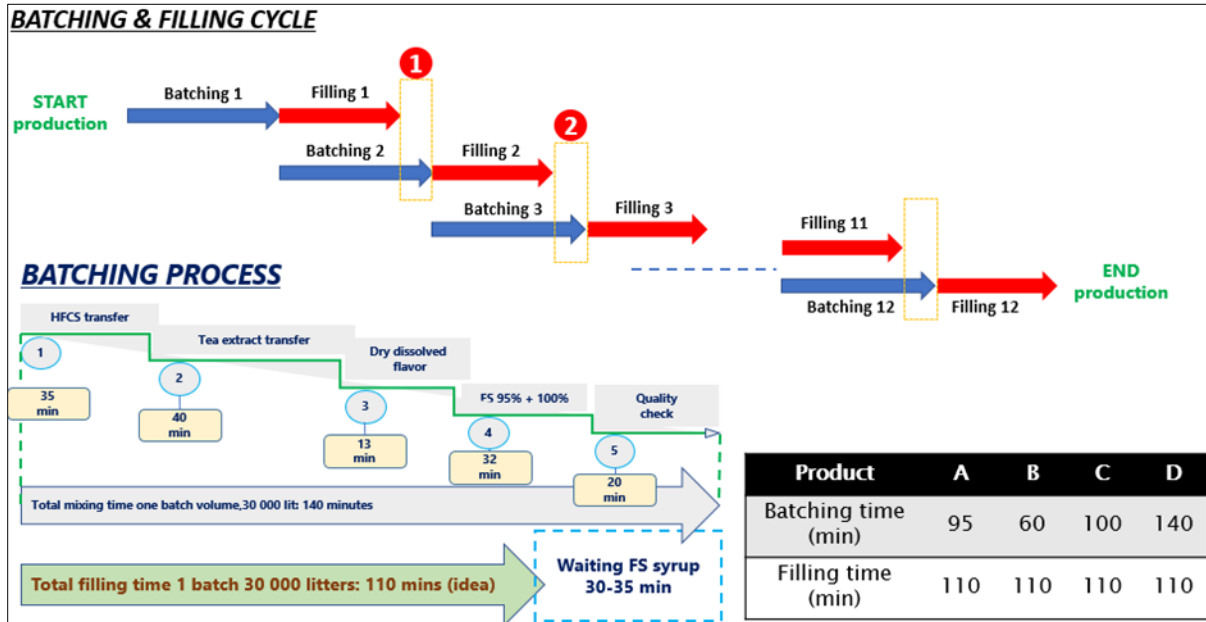 BATCHING & FILLING CYCLE
1
Batching 1
Filling 1
START
production
2
Batching 2
Filling 2
Batching 3
Filling 3
Filling 11
END
production
Batching 12
Filling 12
BATCHING PROCESS
HFCS transfer
Tea extract transfer
Dry dissolved
flavor
FS 95% + 100%
Quality
check
1
2
3
4
5
35
min
40
min
13
min
32
min
20
min
Total mixing time one batch volume,30 000 lit: 140 minutes
Total filling time 1 batch 30 000 litters: 110 mins (idea)
Waiting FS syrup
30-35 min
Product A B C D
Batching time
(min) 95 60 100 140
Filling time
(min) 110 110 110 110